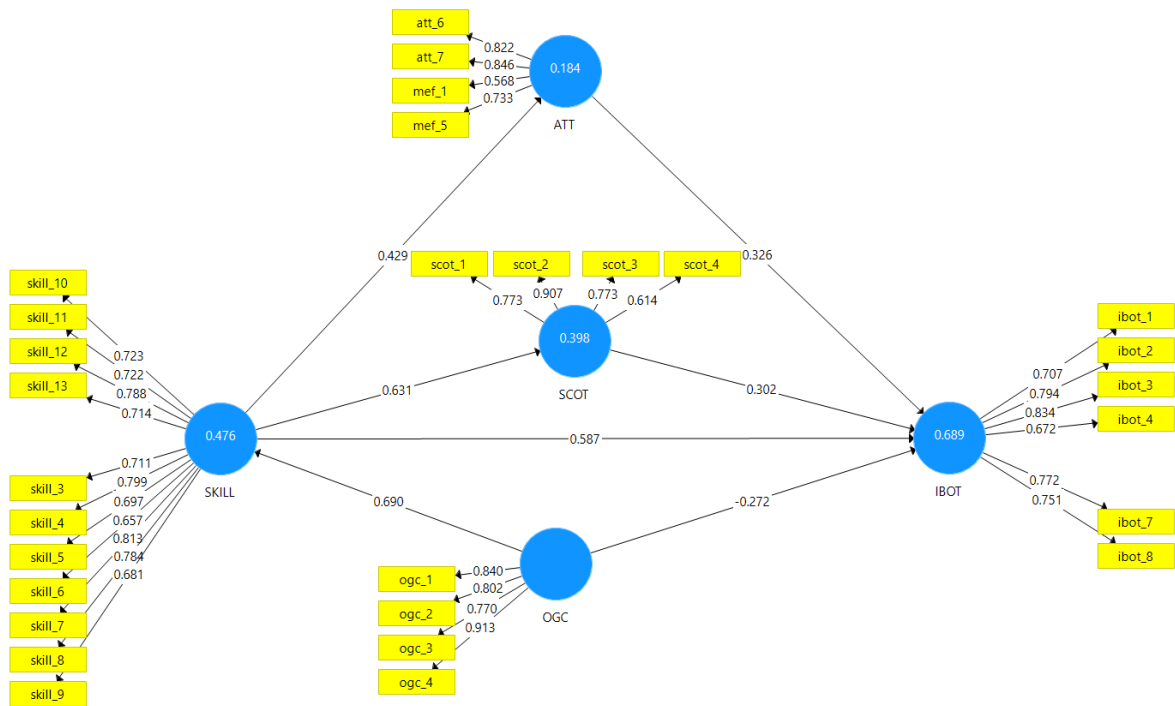 att_6
att_7
mef_1
mef_5
0.822
0.846
0.568
0.733
0.184
ATT
0.429
0.326
scot_1
scot_2
scot_3
scot_4
0.773
0.907
0.773
0.614
0.398
SCOT
0.631
0.302
skill_10
skill_11
skill_12
skill_13
0.723
0.722
0.788
0.714
skill_3
skill_4
skill_5
skill_6
skill_7
skill_8
skill_9
0.711
0.799
0.697
0.657
0.813
0.784
0.681
0.476
SKILL
0.587
0.690
-0.272
ogc_1
ogc_2
ogc_3
ogc_4
0.840
0.802
0.770
0.913
OGC
0.689
IBOT
0.707
0.794
0.834
0.672
0.772
0.751
ibot_1
ibot_2
ibot_3
ibot_4
ibot_7
ibot_8